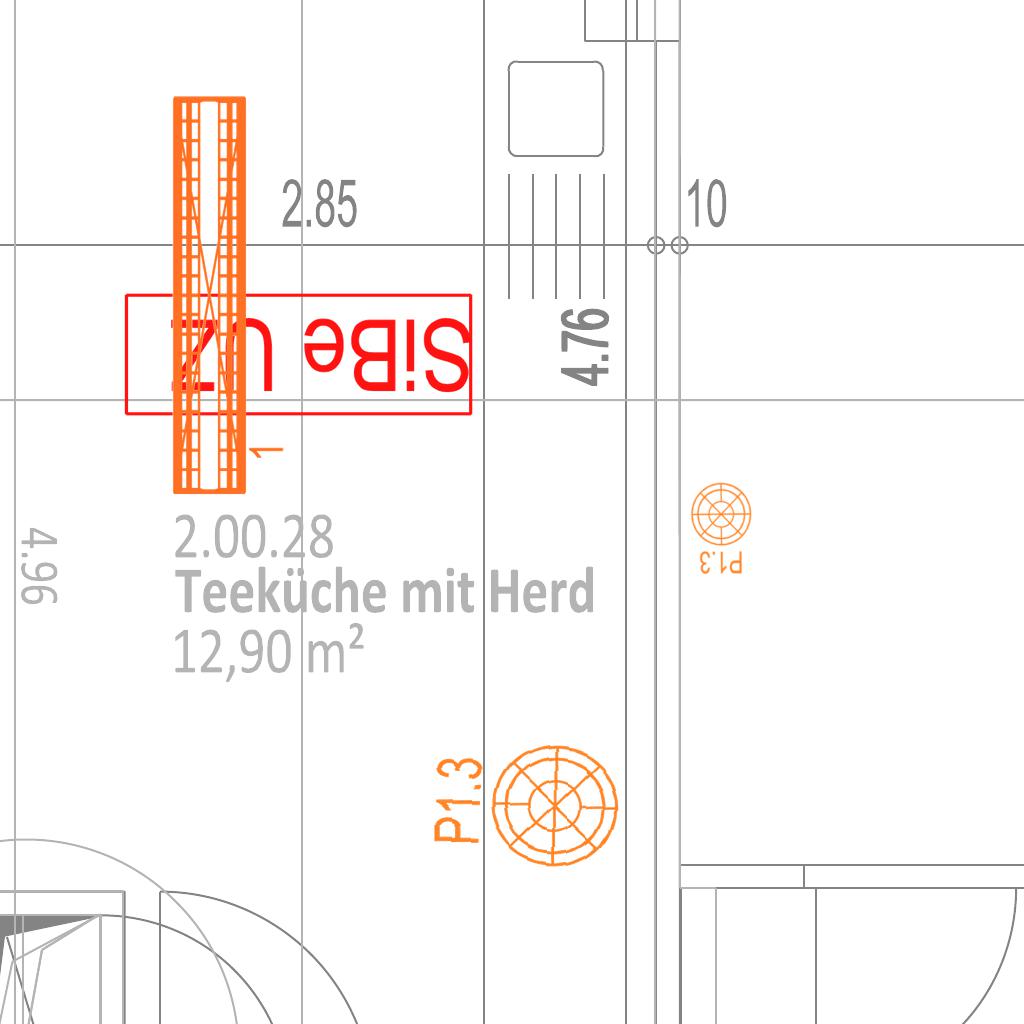 2.85
10
SiBe UZ
4.76
1
2.00.28
Teeküche mit Herd
12,90 m²
4.96
P1.3
P1.3